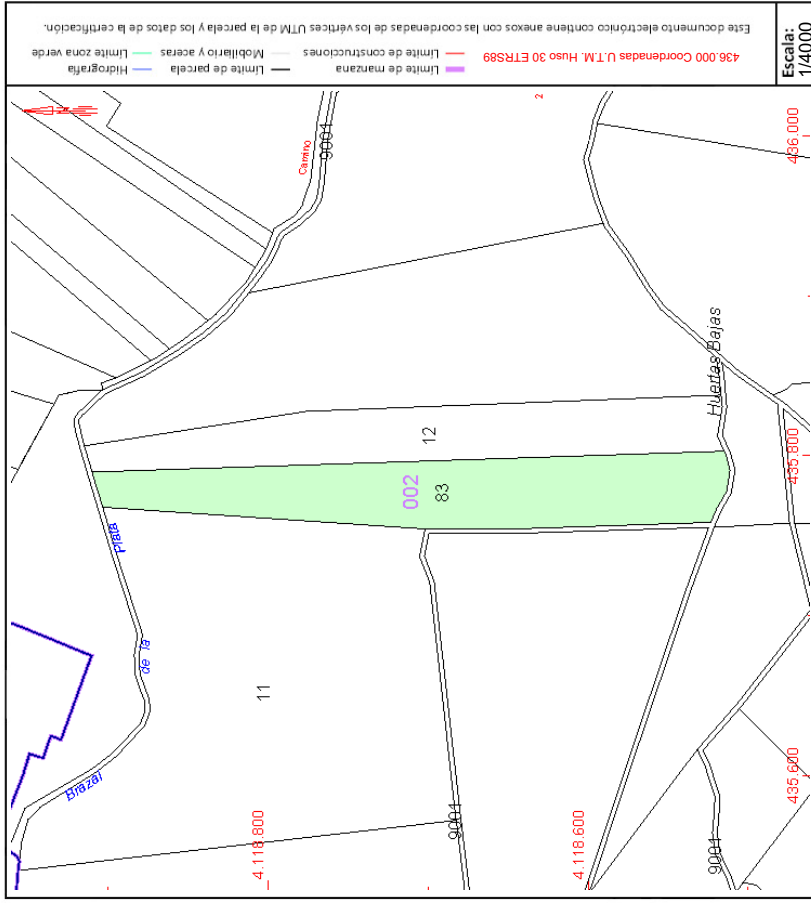 Este documento electrónico contiene anexos con las coordenadas de los vértices UTM de la parcela y los datos de la certificación.
436.000 Coordenadas U.T.M. Huso 30 ETRS89
Límite de manzana
Límite de construcciones
Límite de parcela
Mobiliario y aceras
Hidrografía
Límite zona verde
Escala:
1/4000
2
Camino
9001
436.000
Plata
de la
Brazal
12
002
83
11
Huertas Bajas
435.800
4.118.800
9001
4.118.600
9001
435.600